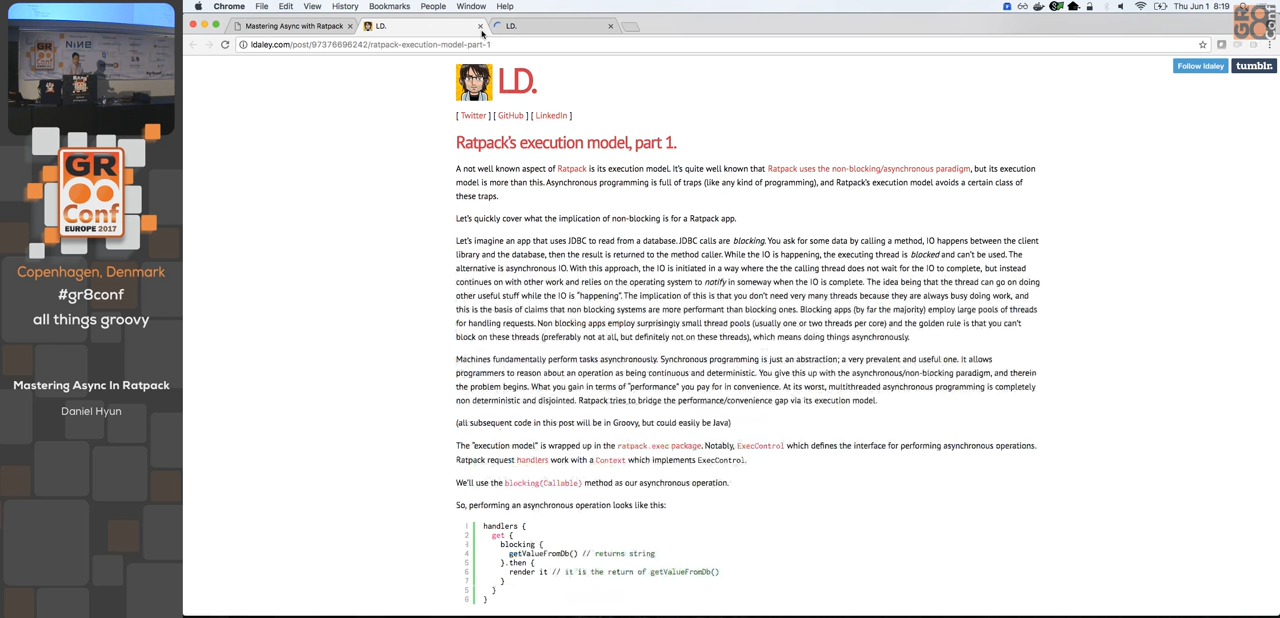 Chrome File Edit View History Bookmarks People Window Help
Thu Jun 1 8:19
Mastering Async with Ratpack
LD.
LD.
ldaley.com/post/97376696242/ratpack-execution-model-part-1
Follow ldaley
tumblr.
LD.
[ Twitter ] [ GitHub ] [ LinkedIn ]
Ratpack's execution model, part 1.
A not well known aspect of Ratpack is its execution model. It's quite well known that Ratpack uses the non-blocking/asynchronous paradigm, but its execution
model is more than this. Asynchronous programming is full of traps (like any kind of programming), and Ratpack's execution model avoids a certain class of
these traps.
Let's quickly cover what the implication of non-blocking is for a Ratpack app.
Let's imagine an app that uses JDBC to read from a database. JDBC calls are blocking. You ask for some data by calling a method, IO happens between the client
library and the database, then the result is returned to the method caller. While the IO is happening, the executing thread is blocked and can't be used. The
alternative is asynchronous IO. With this approach, the IO is initiated in a way where the the calling thread does not wait for the IO to complete, but instead
continues on with other work and relies on the operating system to notify in someway when the IO is complete. The idea being that the thread can go on doing
other useful stuff while the IO is "happening". The implication of this is that you don't need very many threads because they are always busy doing work, and
this is the basis of claims that non blocking systems are more performant than blocking ones. Blocking apps (by far the majority) employ large pools of threads
for handling requests. Non blocking apps employ surprisingly small thread pools (usually one or two threads per core) and the golden rule is that you can't
block on these threads (preferably not at all, but definitely not on these threads), which means doing things asynchronously.
Machines fundamentally perform tasks asynchronously. Synchronous programming is just an abstraction; a very prevalent and useful one. It allows
programmers to reason about an operation as being continuous and deterministic. You give this up with the asynchronous/non-blocking paradigm, and therein
the problem begins. What you gain in terms of "performance" you pay for in convenience. At its worst, multithreaded asynchronous programming is completely
non deterministic and disjointed. Ratpack tries to bridge the performance/convenience gap via its execution model.
(all subsequent code in this post will be in Groovy, but could easily be Java)
The "execution model" is wrapped up in the ratpack.exec package. Notably, ExecControl which defines the interface for performing asynchronous operations.
Ratpack request handlers work with a Context which implements ExecControl.
We'll use the blocking(Callable) method as our asynchronous operation.
So, performing an asynchronous operation looks like this:
handlers {
get {
blocking {
getValueFromDb() // returns string
}.then {
render it // it is the return of getValueFromDb()
}
}
}
GR
Conf
EUROPE 2017
Copenhagen, Denmark
#gr8conf
all things groovy
Mastering Async In Ratpack
Daniel Hyun